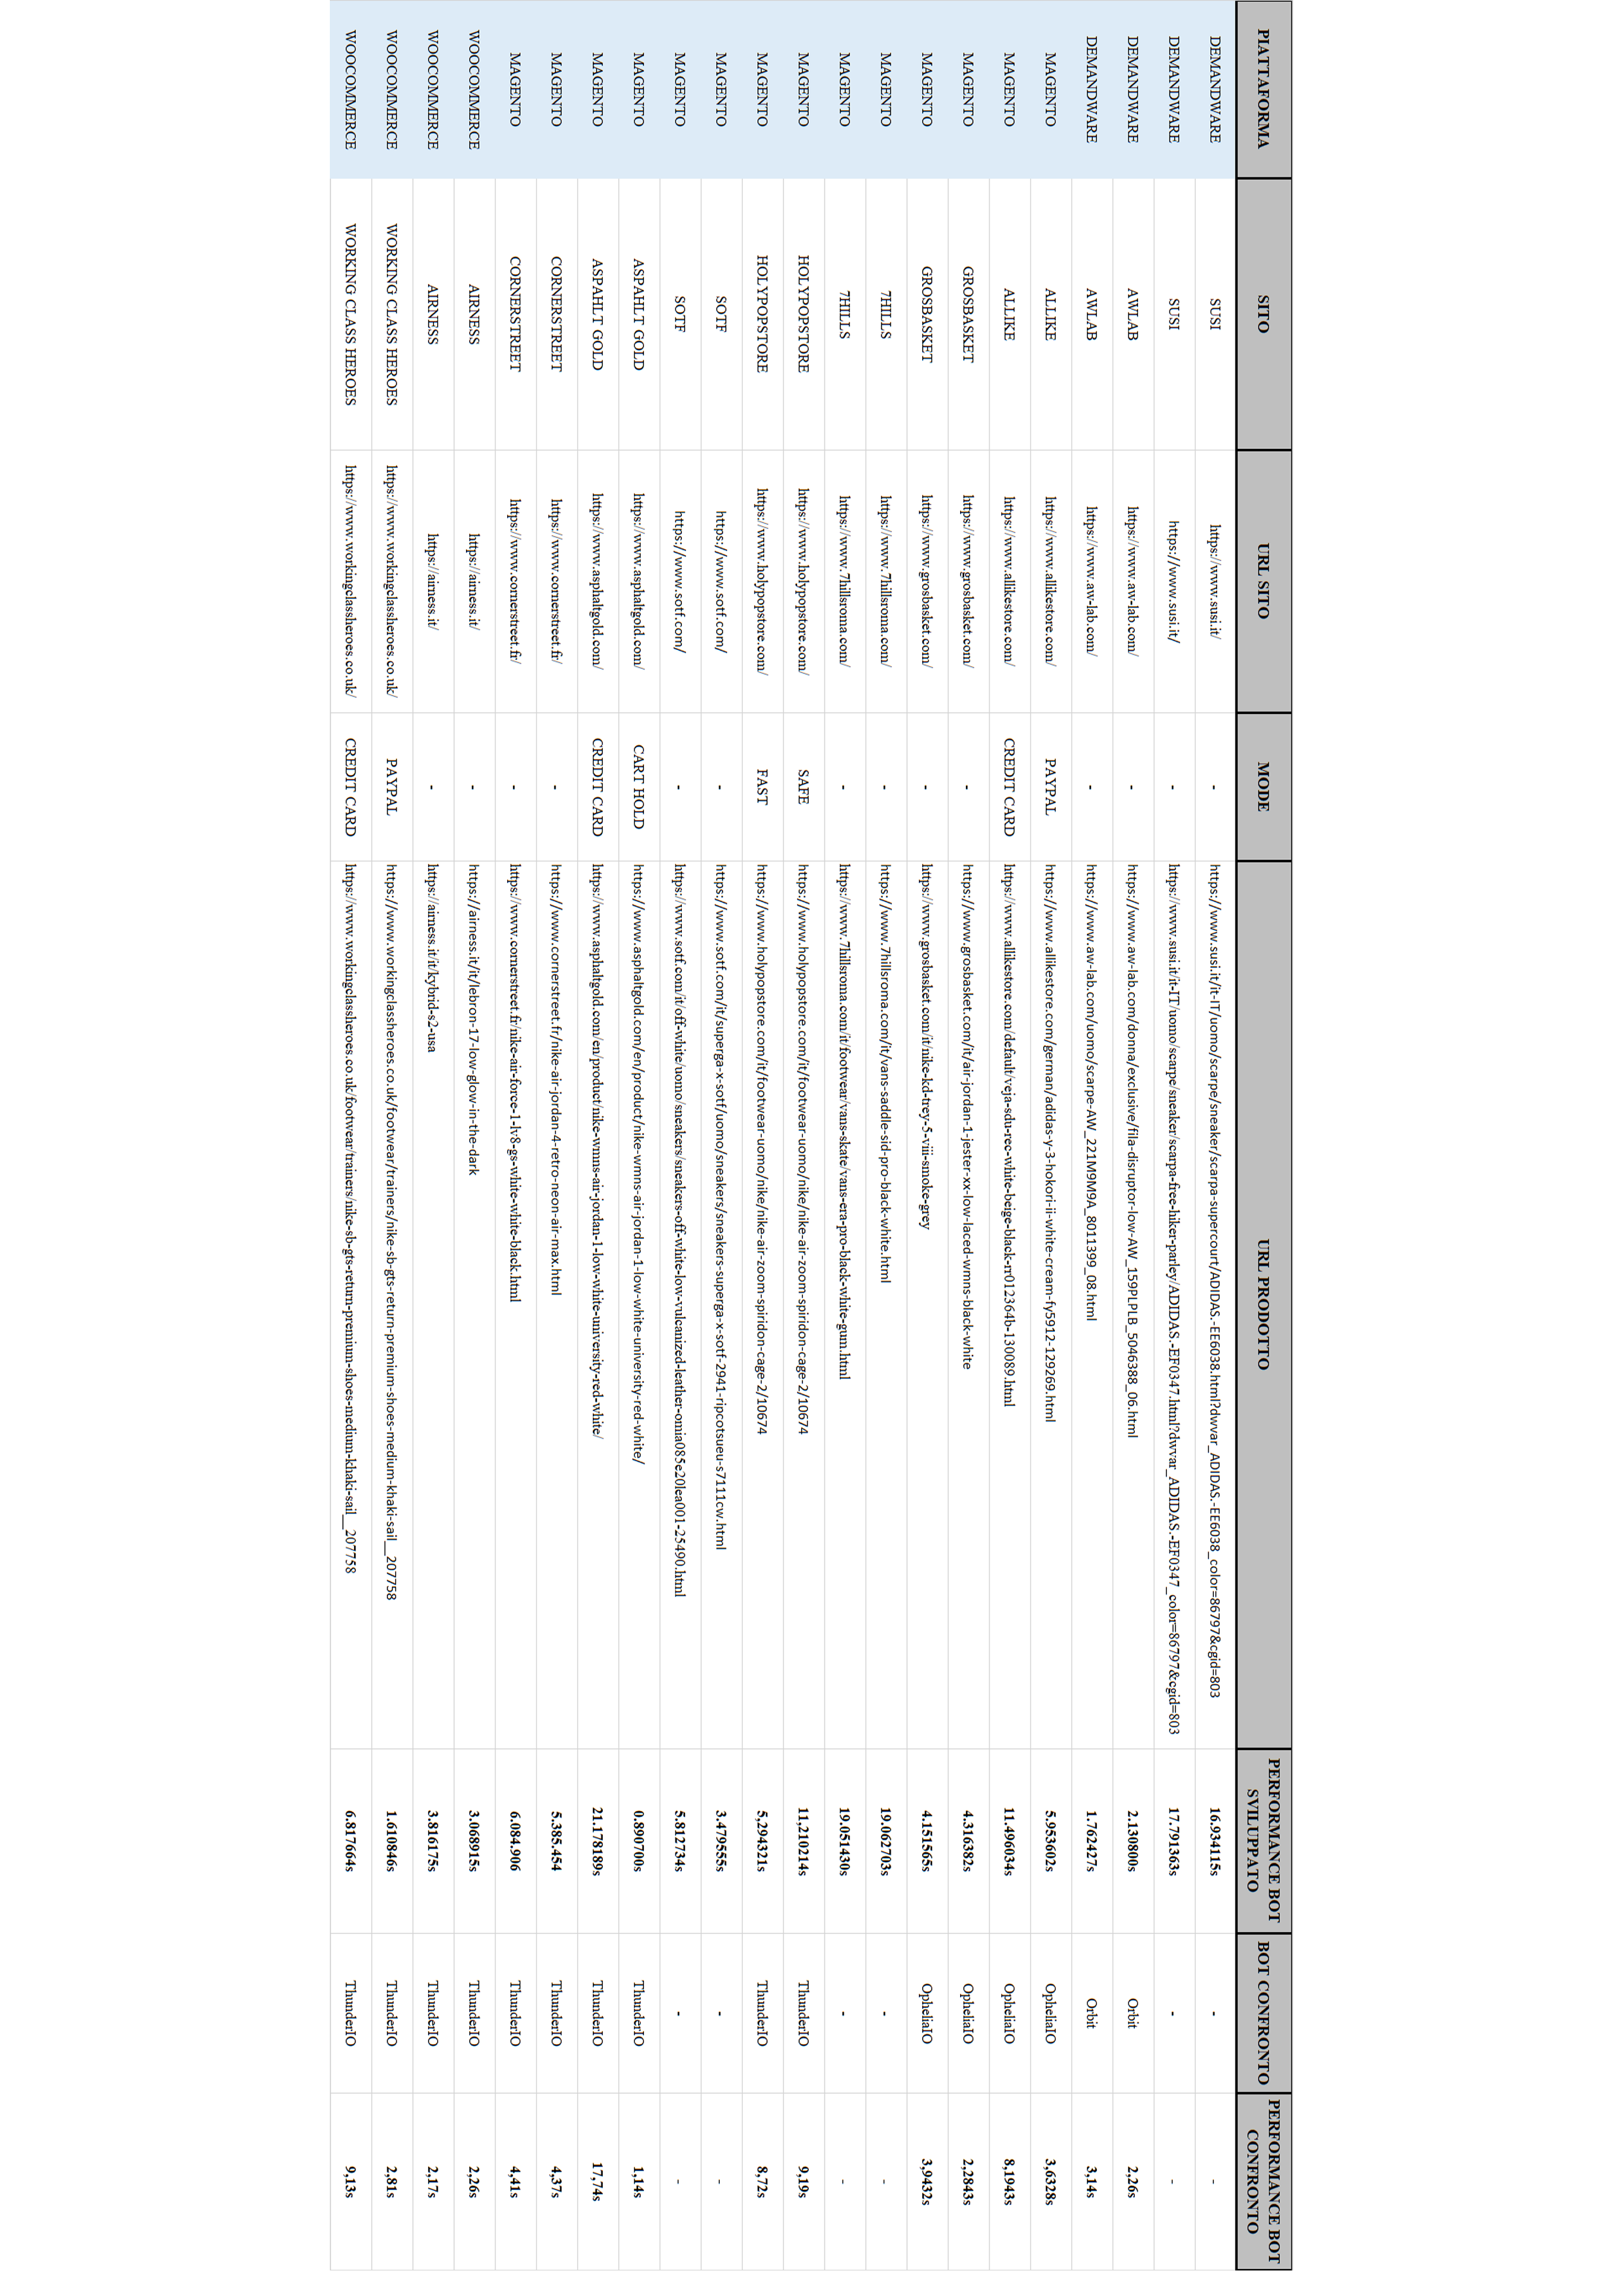 PIATTAFORMA SITO URL SITO MODE URL PRODOTTO PERFORMANCE BOT SVILUPPATO BOT CONFRONTO PERFORMANCE BOT CONFRONTO
DEMANDWARE SUSI https://www.susi.it/ - https://www.susi.it/it-IT/uomo/scarpe/sneaker/scarpa-supercourt/ADIDAS.-EE6038.html?dwvar_ADIDAS.-EE6038_color=86797&cgid=803 16.934115s - -
DEMANDWARE SUSI https://www.susi.it/ - https://www.susi.it/it-IT/uomo/scarpe/sneaker/scarpa-free-hiker-parley/ADIDAS.-EF0347.html?dwvar_ADIDAS.-EF0347_color=86797&cgid=803 17.791363s - -
DEMANDWARE AWLAB https://www.aw-lab.com/ - https://www.aw-lab.com/donna/exclusive/fila-disruptor-low-AW_159PLPLB_5046388_06.html 2.130800s Orbit 2,26s
DEMANDWARE AWLAB https://www.aw-lab.com/ - https://www.aw-lab.com/uomo/scarpe-AW_221M9M9A_8011399_08.html 1.762427s Orbit 3,14s
MAGENTO ALLIKE https://www.allikestore.com/ PAYPAL https://www.allikestore.com/german/adidas-y-3-hokori-ii-white-cream-fy5912-129269.html 5.953602s OpheliaIO 3,6328s
MAGENTO ALLIKE https://www.allikestore.com/ CREDIT CARD https://www.allikestore.com/default/veja-sdu-rec-white-beige-black-rr012364b-130089.html 11.496034s OpheliaIO 8,1943s
MAGENTO GROSBASKET https://www.grosbasket.com/ - https://www.grosbasket.com/it/air-jordan-1-jester-xx-low-laced-wmns-black-white 4.316382s OpheliaIO 2,2843s
MAGENTO GROSBASKET https://www.grosbasket.com/ - https://www.grosbasket.com/it/nike-kd-trey-5-viii-smoke-grey 4.151565s OpheliaIO 3,9432s
MAGENTO 7HILLS https://www.7hillsroma.com/ - https://www.7hillsroma.com/it/vans-saddle-sid-pro-black-white.html 19.062703s - -
MAGENTO 7HILLS https://www.7hillsroma.com/ - https://www.7hillsroma.com/it/footwear/vans-skate/vans-era-pro-black-white-gum.html 19.051430s - -
MAGENTO HOLYPOPSTORE https://www.holypopstore.com/ SAFE https://www.holypopstore.com/it/footwear-uomo/nike/nike-air-zoom-spiridon-cage-2/10674 11,210214s ThunderIO 9,19s
MAGENTO HOLYPOPSTORE https://www.holypopstore.com/ FAST https://www.holypopstore.com/it/footwear-uomo/nike/nike-air-zoom-spiridon-cage-2/10674 5,294321s ThunderIO 8,72s
MAGENTO SOTF https://www.sotf.com/ - https://www.sotf.com/it/superga-x-sotf/uomo/sneakers/sneakers-superga-x-sotf-2941-ripcotsueu-s7111cw.html 3.479555s - -
MAGENTO SOTF https://www.sotf.com/ - https://www.sotf.com/it/off-white/uomo/sneakers/sneakers-off-white-low-vulcanized-leather-omia085e20lea001-25490.html 5.812734s - -
MAGENTO ASPAHLT GOLD https://www.asphaltgold.com/ CART HOLD https://www.asphaltgold.com/en/product/nike-wmns-air-jordan-1-low-white-university-red-white/ 0.890700s ThunderIO 1,14s
MAGENTO ASPAHLT GOLD https://www.asphaltgold.com/ CREDIT CARD https://www.asphaltgold.com/en/product/nike-wmns-air-jordan-1-low-white-university-red-white/ 21.178189s ThunderIO 17,74s
MAGENTO CORNERSTREET https://www.cornerstreet.fr/ - https://www.cornerstreet.fr/nike-air-jordan-4-retro-neon-air-max.html 5.385.454 ThunderIO 4,37s
MAGENTO CORNERSTREET https://www.cornerstreet.fr/ - https://www.cornerstreet.fr/nike-air-force-1-lv8-gs-white-white-black.html 6.084.906 ThunderIO 4,41s
WOOCOMMERCE AIRNESS https://airness.it/ - https://airness.it/it/lebron-17-low-glow-in-the-dark 3.068915s ThunderIO 2,26s
WOOCOMMERCE AIRNESS https://airness.it/ - https://airness.it/it/kybrid-s2-usa 3.816175s ThunderIO 2,17s
WOOCOMMERCE WORKING CLASS HEROES https://www.workingclassheroes.co.uk/ PAYPAL https://www.workingclassheroes.co.uk/footwear/trainers/nike-sb-gts-return-premium-shoes-medium-khaki-sail__207758 1.610846s ThunderIO 2,81s
WOOCOMMERCE WORKING CLASS HEROES https://www.workingclassheroes.co.uk/ CREDIT CARD https://www.workingclassheroes.co.uk/footwear/trainers/nike-sb-gts-return-premium-shoes-medium-khaki-sail__207758 6.817664s ThunderIO 9,13s